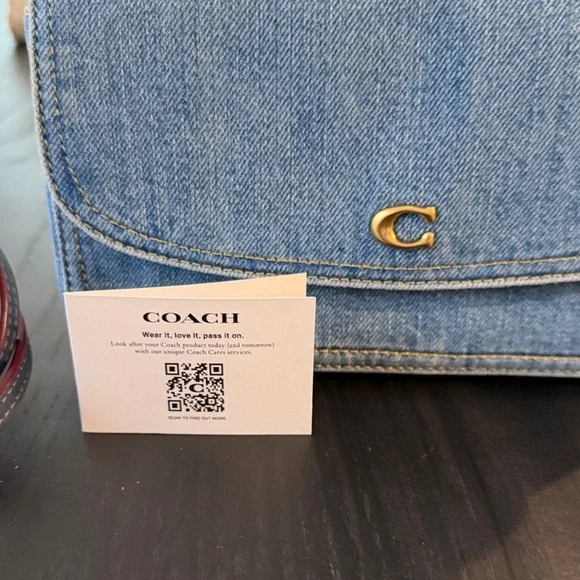 C
COACH
Wear it, love it, pass it on.
Look after your Coach product today (and tomorrow)
with our unique Coach Cares services.
C
SCAN TO FIND OUT MORE